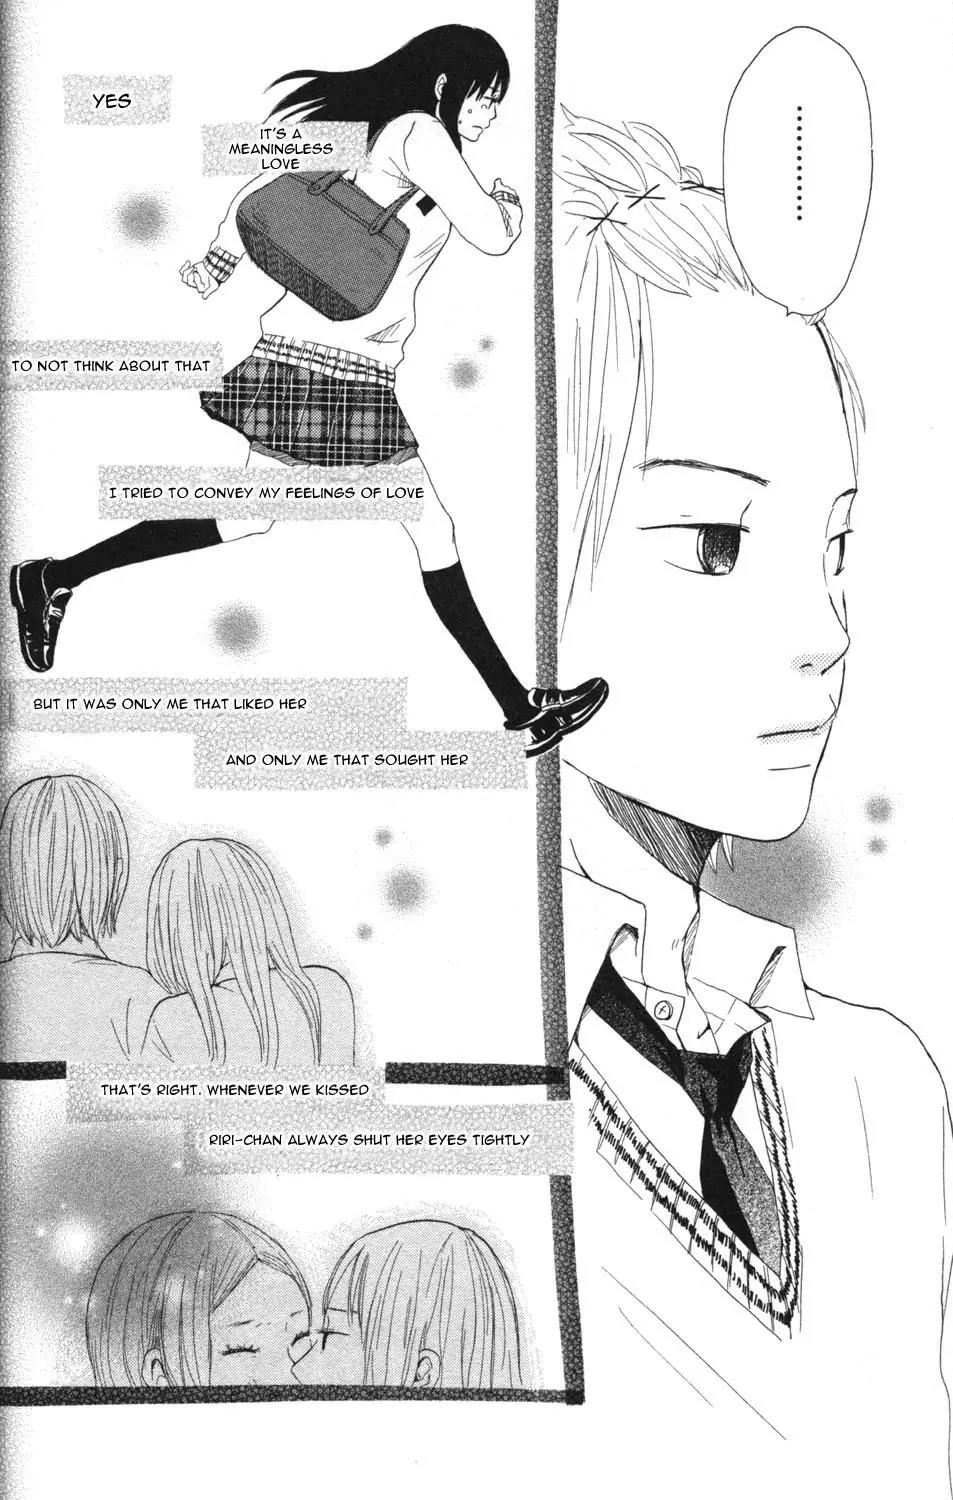 ............
YES
IT'S A
MEANINGLESS
LOVE
TO NOT THINK ABOUT THAT
I TRIED TO CONVEY MY FEELINGS OF LOVE
BUT IT WAS ONLY ME THAT LIKED HER
AND ONLY ME THAT SOUGHT HER
THAT'S RIGHT. WHENEVER WE KISSED
RIRI-CHAN ALWAYS SHUT HER EYES TIGHTLY